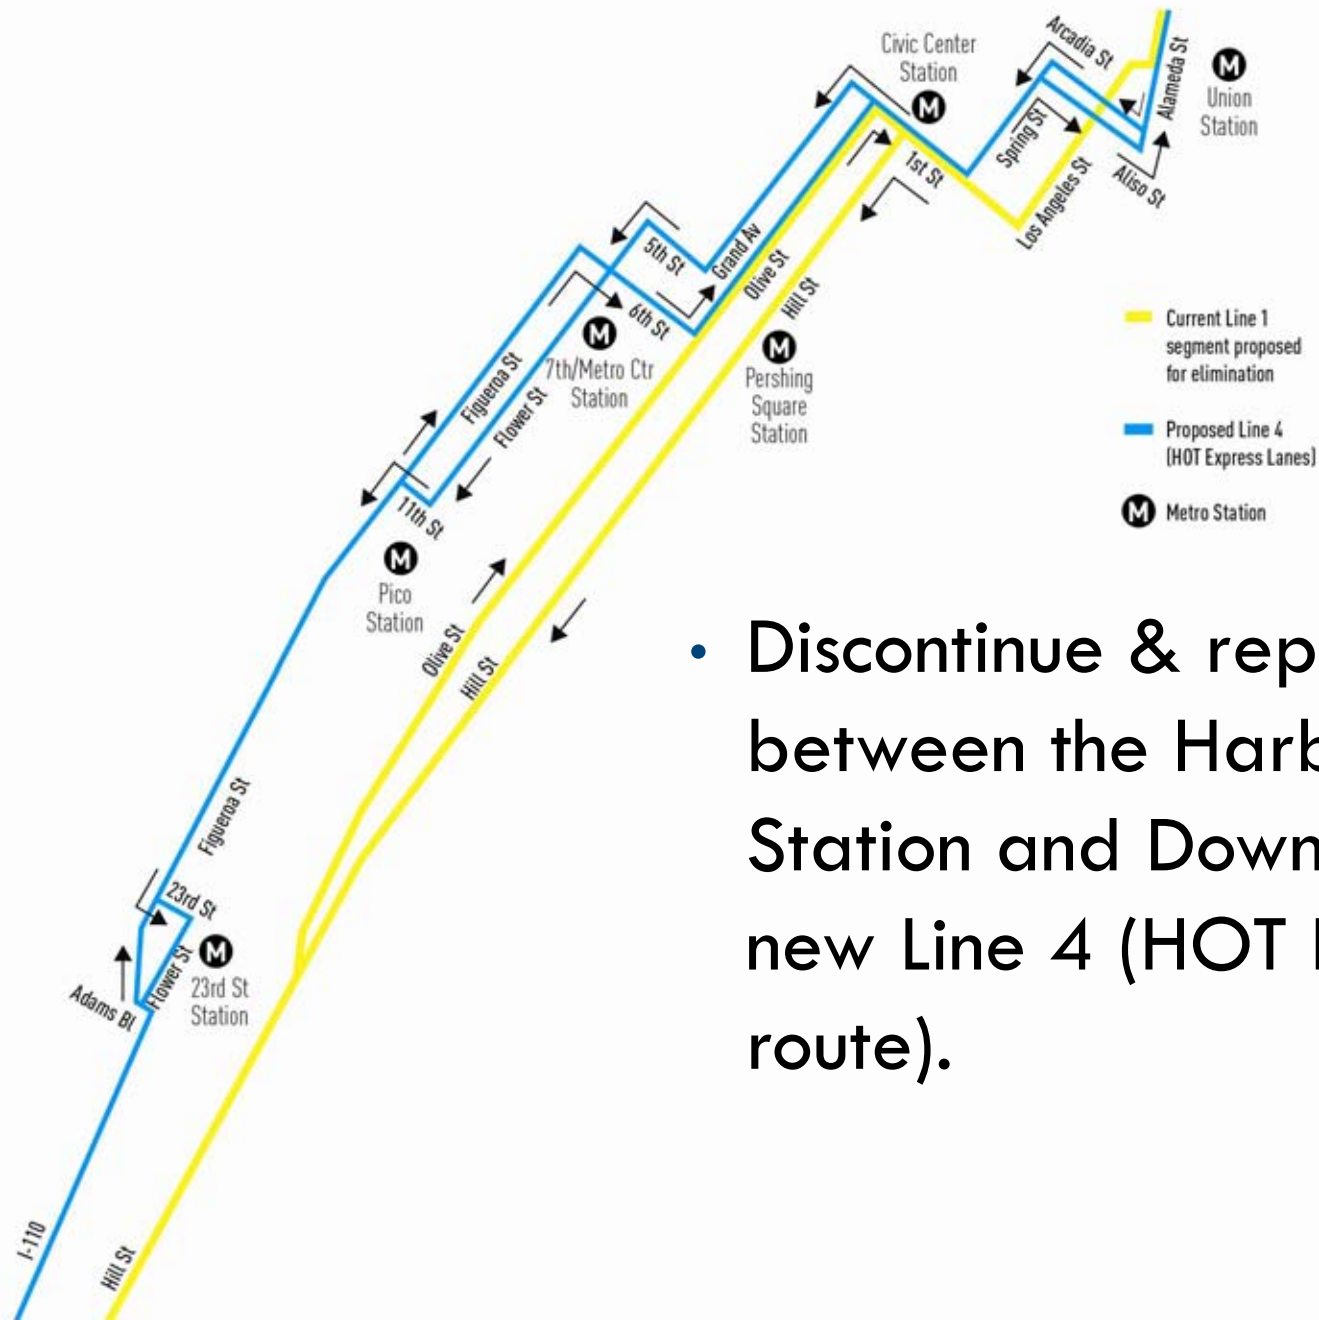 Civic Center
Station
M
Arcadia St
Alameda St
M
Union
Station
Spring St
1st St
Aliso St
Los Angeles St
5th St
Grand Av
Olive St
Hill St
6th St
M
7th/Metro Ctr
Station
M
Pershing
Square
Station
Figueroa St
Flower St
11th St
M
Pico
Station
Current Line 1
segment proposed
for elimination
Proposed Line 4
(HOT Express Lanes)
M Metro Station
Olive St
Hill St
Figueroa St
23rd St
Flower St
M
23rd St
Station
Adams Bl
I-110
Hill St
• Discontinue & rep
between the Harb
Station and Down
new Line 4 (HOT
route).